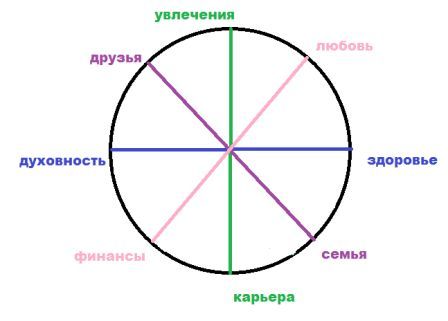 увлечения
любовь
друзья
духовность
здоровье
финансы
семья
карьера